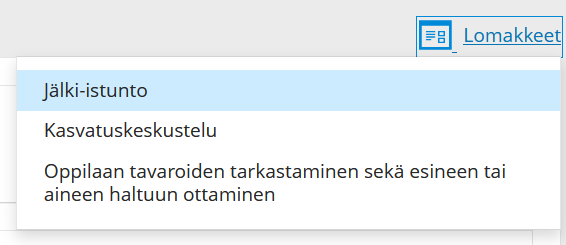 Lomakkeet
Jälki-istunto
Kasvatuskeskustelu
Oppilaan tavaroiden tarkastaminen sekä esineen tai
aineen haltuun ottaminen